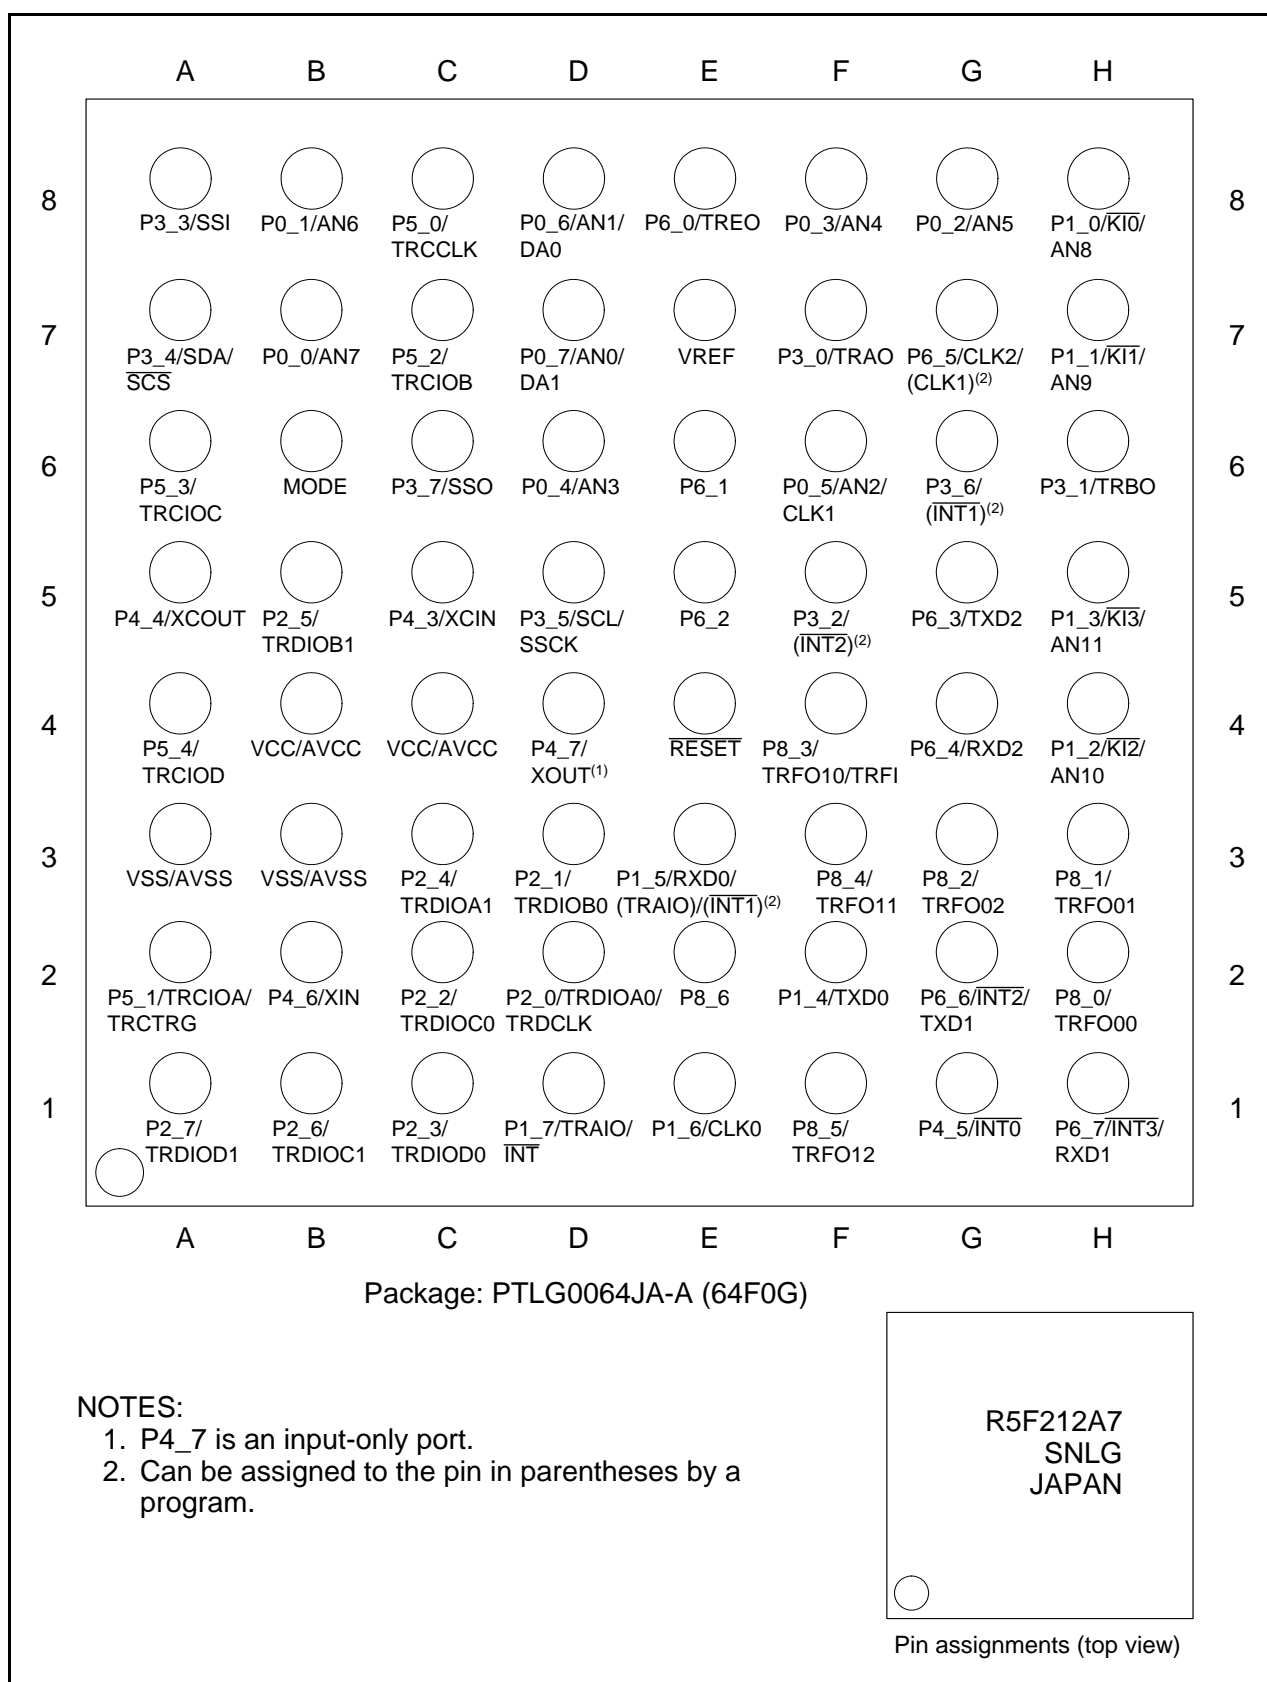 A B C D E F G H
8 8
P3_3/SSI P0_1/AN6 P5_0/ P0_6/AN1/ P6_0/TREO P0_3/AN4 P0_2/AN5 P1_0/KI0/
TRCCLK DA0 AN8
7 7
P3_4/SDA/ P0_0/AN7 P5_2/ P0_7/AN0/ VREF P3_0/TRAO P6_5/CLK2/ P1_1/KI1/
SCS TRCIOB DA1 (CLK1)(2) AN9
6 6
P5_3/ MODE P3_7/SSO P0_4/AN3 P6_1 P0_5/AN2/ P3_6/ P3_1/TRBO
TRCIOC CLK1 (INT1)(2)
5 5
P4_4/XCOUT P2_5/ P4_3/XCIN P3_5/SCL/ P6_2 P3_2/ P6_3/TXD2 P1_3/KI3/
TRDIOB1 SSCK (INT2)(2) AN11
4 4
P5_4/ VCC/AVCC VCC/AVCC P4_7/ RESET P8_3/ P6_4/RXD2 P1_2/KI2/
TRCIOD XOUT(1) TRFO10/TRFI AN10
3 3
VSS/AVSS VSS/AVSS P2_4/ P2_1/ P1_5/RXD0/ P8_4/ P8_2/ P8_1/
TRDIOA1 TRDIOB0 (TRAIO)/(INT1)(2) TRFO11 TRFO02 TRFO01
2 2
P5_1/TRCIOA/ P4_6/XIN P2_2/ P2_0/TRDIOA0/ P8_6 P1_4/TXD0 P6_6/INT2/ P8_0/
TRCTRG TRDIOC0 TRDCLK TXD1 TRFO00
1 1
P2_7/ P2_6/ P2_3/ P1_7/TRAIO/ P1_6/CLK0 P8_5/ P4_5/INT0 P6_7/INT3/
TRDIOD1 TRDIOC1 TRDIOD0 INT TRFO12 RXD1
A B C D E F G H
Package: PTLG0064JA-A (64F0G)
NOTES:
1. P4_7 is an input-only port.
2. Can be assigned to the pin in parentheses by a
program.
R5F212A7
SNLG
JAPAN
Pin assignments (top view)